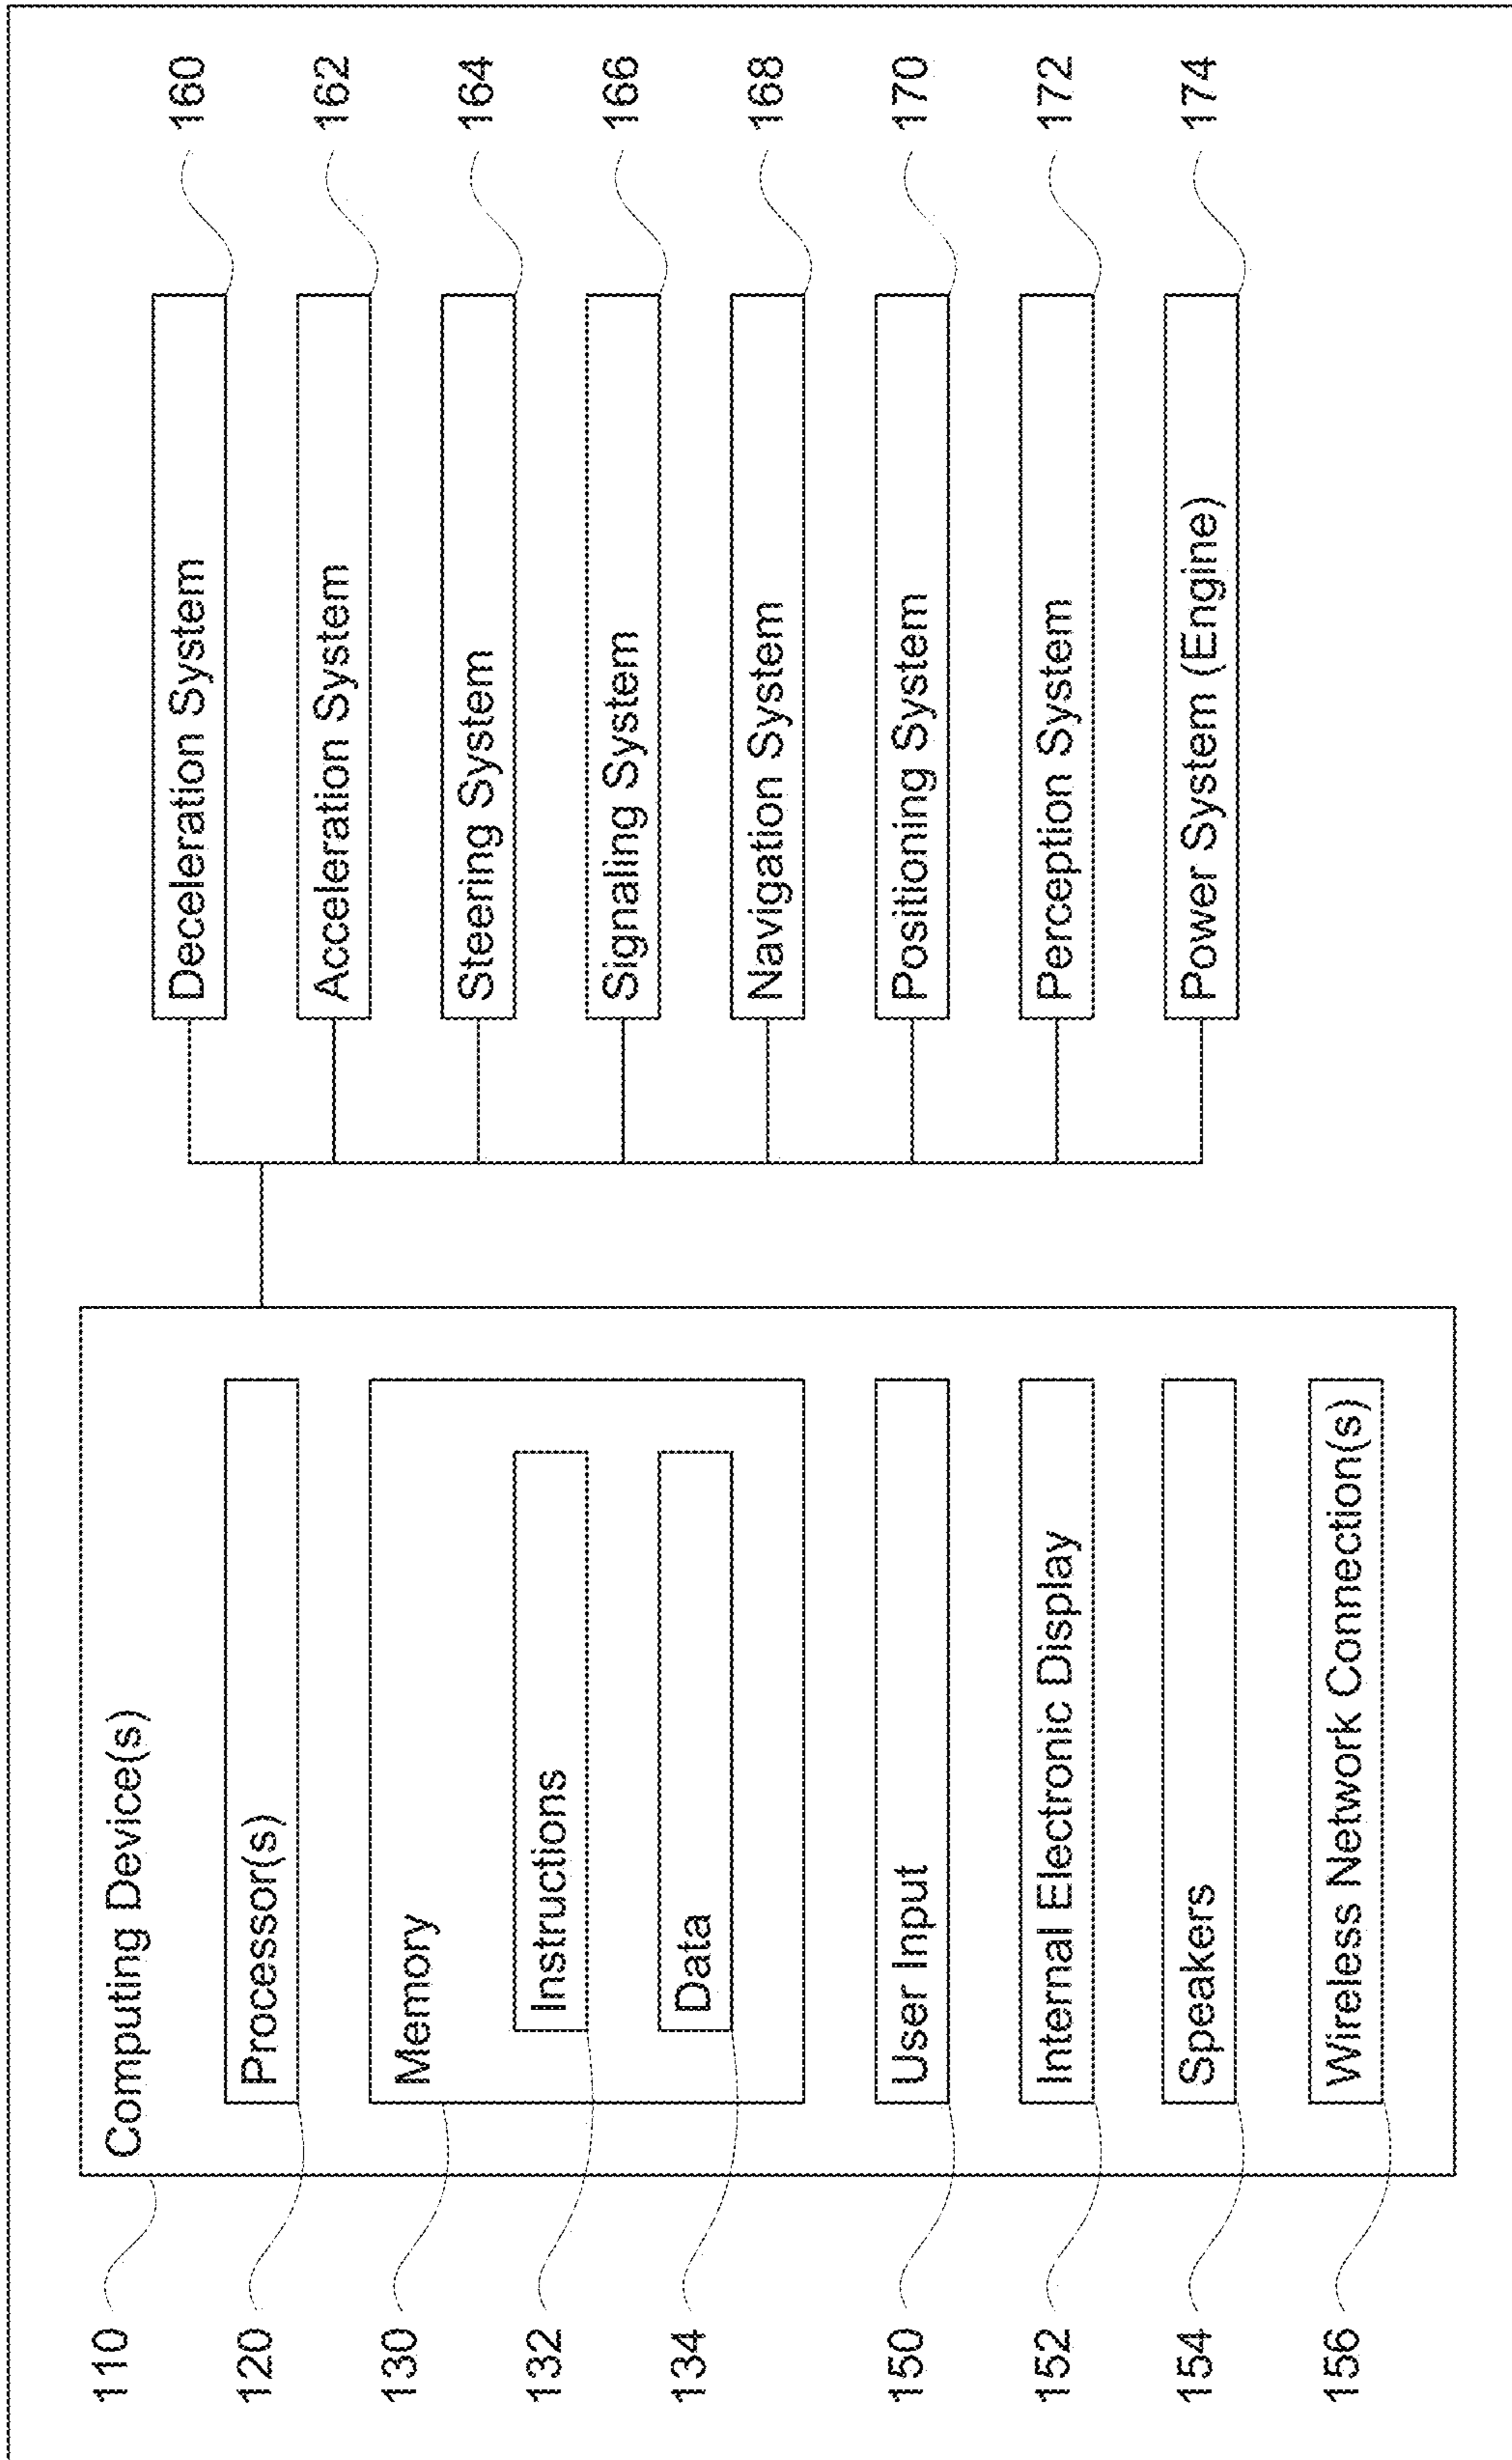 110
Computing Device(s)
120
Processor(s)
130
Memory
132
Instructions
134
Data
150
User Input
152
Internal Electronic Display
154
Speakers
156
Wireless Network Connection(s)
Deceleration System
160
Acceleration System
162
Steering System
164
Signaling System
166
Navigation System
168
Positioning System
170
Perception System
172
Power System (Engine)
174